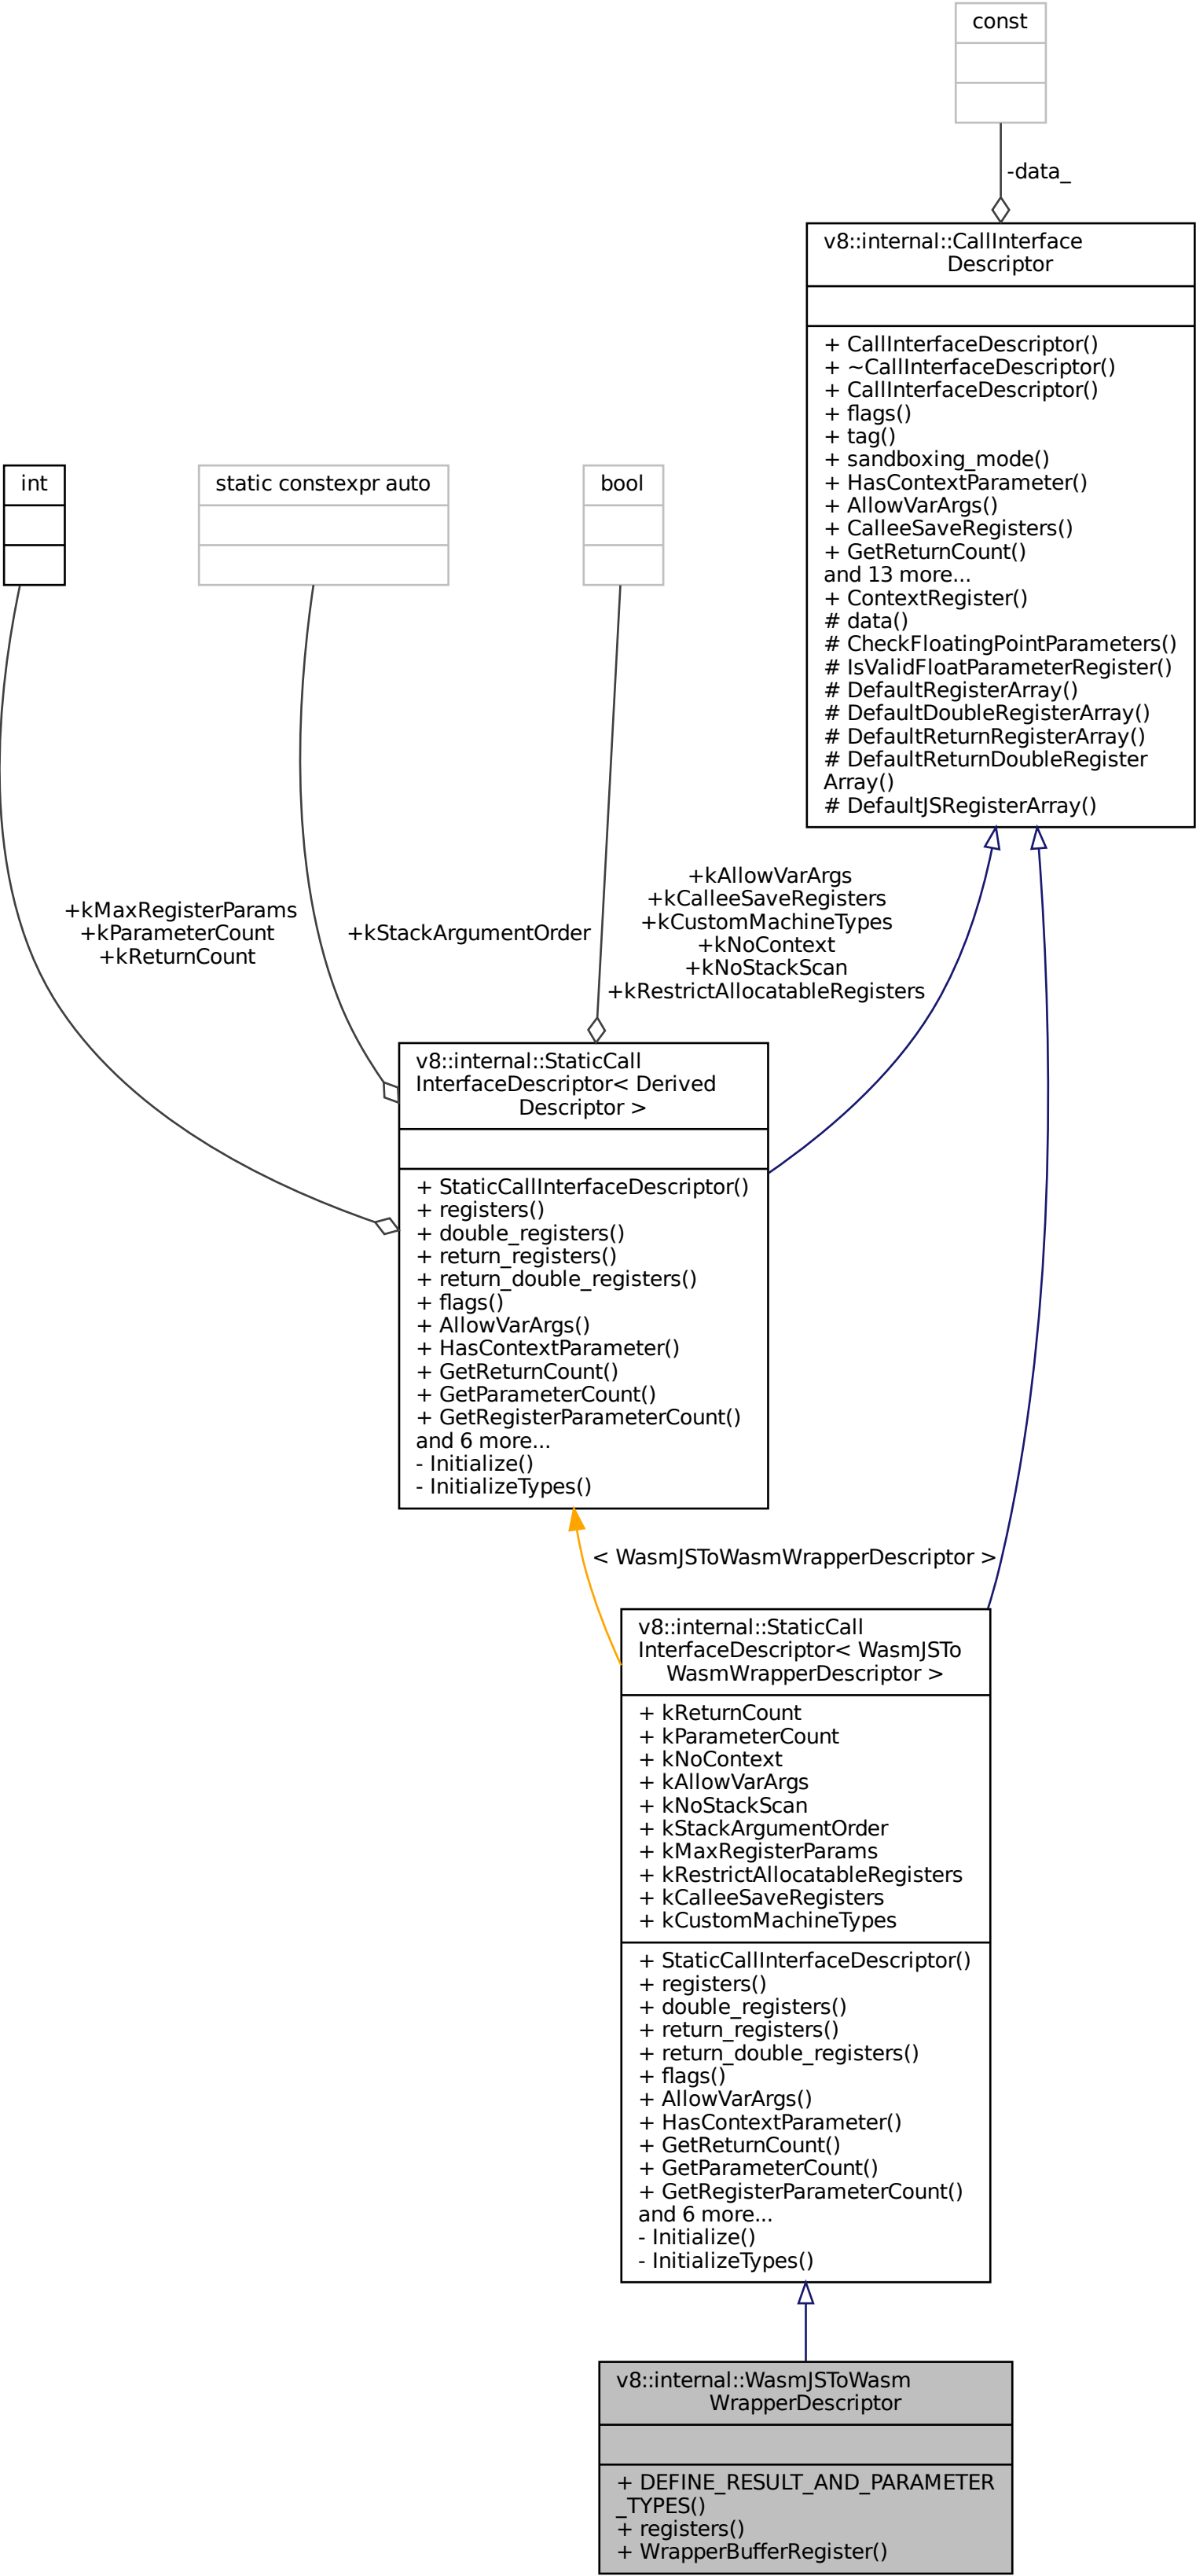 const
-data_
v8::internal::CallInterface
Descriptor
+ CallInterfaceDescriptor()
+ ~CallInterfaceDescriptor()
+ CallInterfaceDescriptor()
+ flags()
+ tag()
+ sandboxing_mode()
+ HasContextParameter()
+ AllowVarArgs()
+ CalleeSaveRegisters()
+ GetReturnCount()
and 13 more...
+ ContextRegister()
# data()
# CheckFloatingPointParameters()
# IsValidFloatParameterRegister()
# DefaultRegisterArray()
# DefaultDoubleRegisterArray()
# DefaultReturnRegisterArray()
# DefaultReturnDoubleRegister
Array()
# DefaultJSRegisterArray()
int
static constexpr auto
bool
+kMaxRegisterParams
+kParameterCount
+kReturnCount
+kStackArgumentOrder
+kAllowVarArgs
+kCalleeSaveRegisters
+kCustomMachineTypes
+kNoContext
+kNoStackScan
+kRestrictAllocatableRegisters
v8::internal::StaticCall
InterfaceDescriptor< Derived
Descriptor >
+ StaticCallInterfaceDescriptor()
+ registers()
+ double_registers()
+ return_registers()
+ return_double_registers()
+ flags()
+ AllowVarArgs()
+ HasContextParameter()
+ GetReturnCount()
+ GetParameterCount()
+ GetRegisterParameterCount()
and 6 more...
- Initialize()
- InitializeTypes()
< WasmJSToWasmWrapperDescriptor >
v8::internal::StaticCall
InterfaceDescriptor< WasmJSTo
WasmWrapperDescriptor >
+ kReturnCount
+ kParameterCount
+ kNoContext
+ kAllowVarArgs
+ kNoStackScan
+ kStackArgumentOrder
+ kMaxRegisterParams
+ kRestrictAllocatableRegisters
+ kCalleeSaveRegisters
+ kCustomMachineTypes
+ StaticCallInterfaceDescriptor()
+ registers()
+ double_registers()
+ return_registers()
+ return_double_registers()
+ flags()
+ AllowVarArgs()
+ HasContextParameter()
+ GetReturnCount()
+ GetParameterCount()
+ GetRegisterParameterCount()
and 6 more...
- Initialize()
- InitializeTypes()
v8::internal::WasmJSToWasm
WrapperDescriptor
+ DEFINE_RESULT_AND_PARAMETER
_TYPES()
+ registers()
+ WrapperBufferRegister()